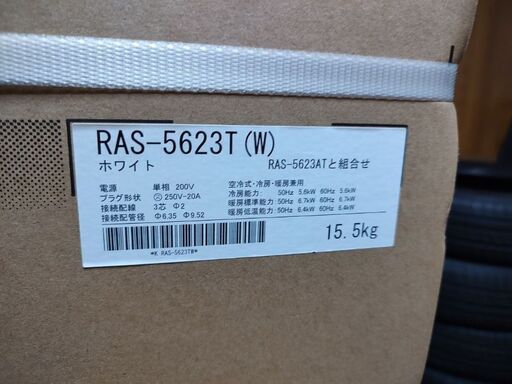 RAS-5623T(W)
ホワイト RAS-5623ATと組合せ
電源 単相 200V 空冷式・冷房・暖房兼用
プラグ形状 250V-20A 冷房能力: 50Hz 5.6kW 60Hz 5.6kW
接続配線 3芯 Φ2 暖房標準能力: 50Hz 6.7kW 60Hz 6.7kW
接続配管径 Φ6.35 Φ9.52 暖房低温能力: 50Hz 6.4kW 60Hz 6.4kW
*K RAS-5623TW* 15.5kg